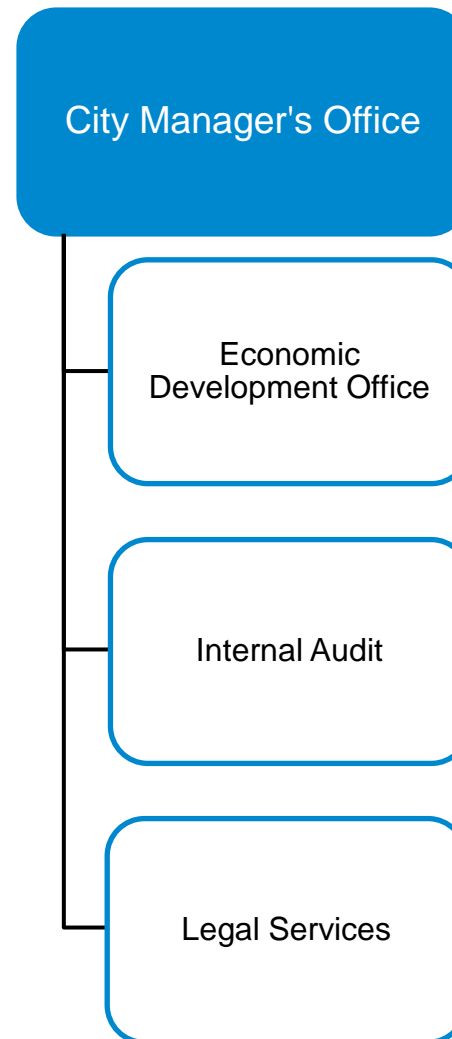 City Manager's Office
Economic
Development Office
Internal Audit
Legal Services